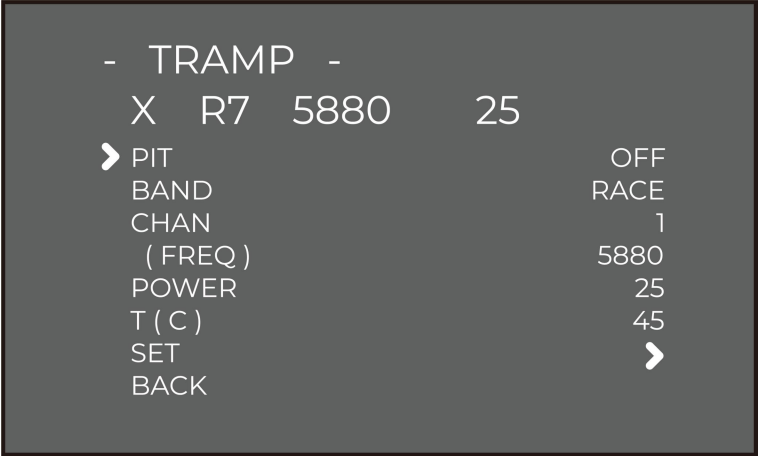 - TRAMP -
X R7 5880 25
PIT OFF
BAND RACE
CHAN 1
( FREQ ) 5880
POWER 25
T ( C ) 45
SET
BACK